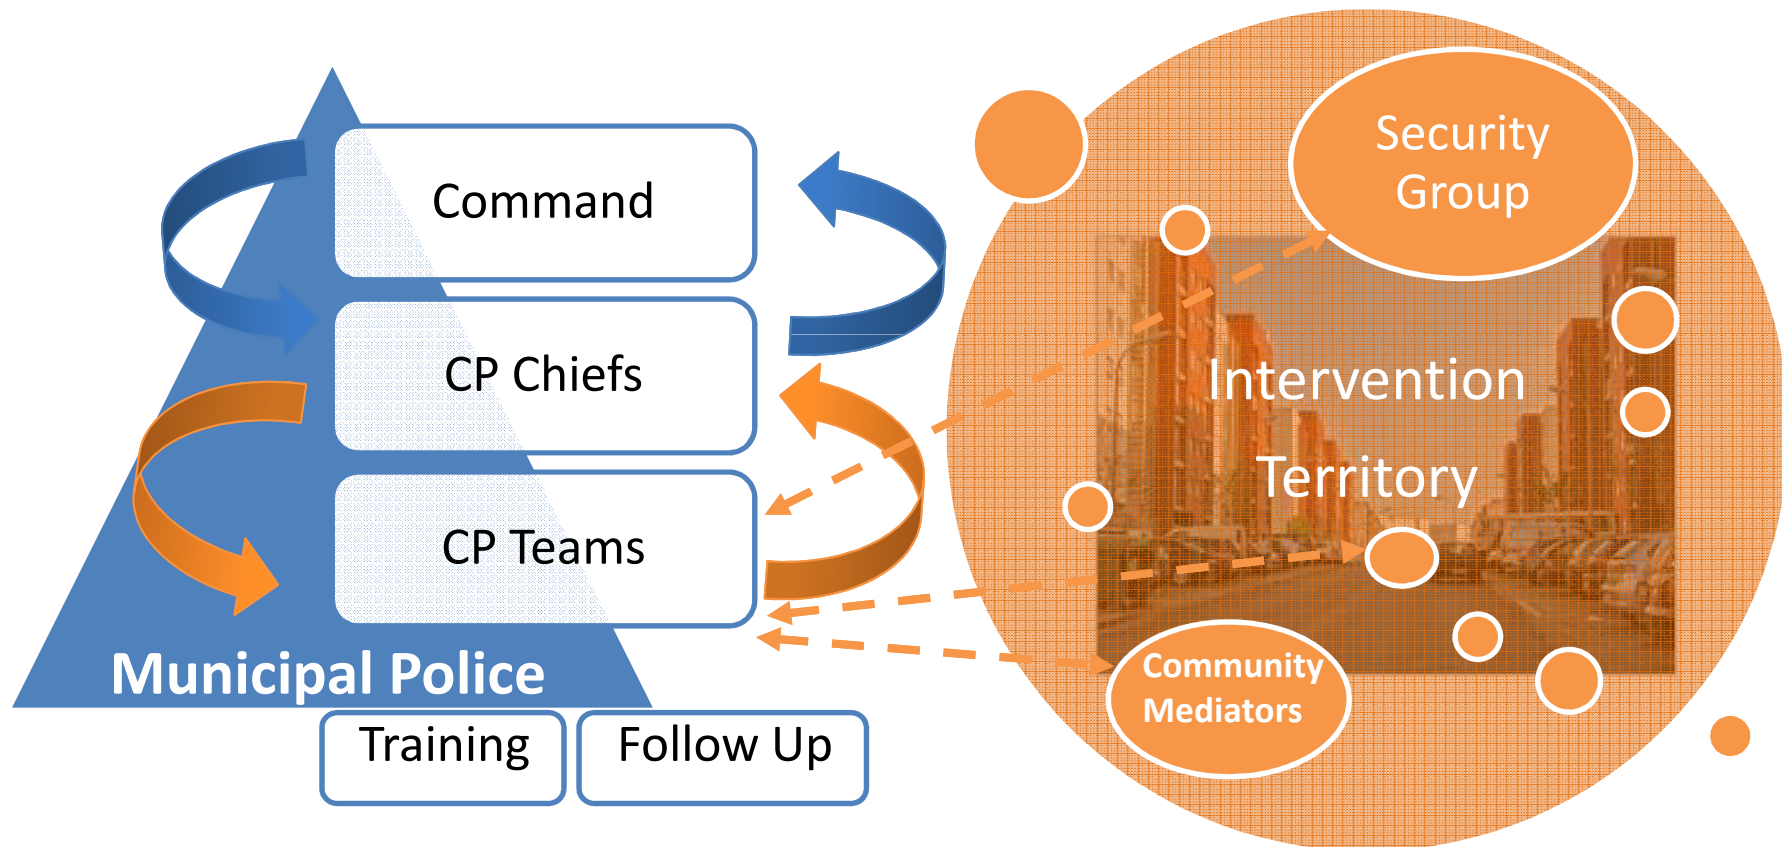 Command
CP Chiefs
CP Teams
Municipal Police
Training
Follow Up
Security
Group
Intervention
Territory
Community
Mediators